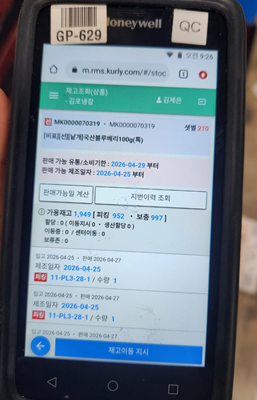 Honeywell
GP-629
QC
9:26
m.rms.kurly.com/#/stoc
재고조회(상품)
-김포냉장
MK0000070319 • MK0000070319
샛별 210
[비포][선][낱개]국산블루베리100g(특)
판매 가능 유통/소비기한 : 2026-04-29 부터
판매 가능 제조일자 : 2026-04-25 부터
판매가능일 계산
지번이력 조회
가용재고 1,949 [ 피킹 952 • 보충 997 ]
할당 : 0 ( 이동지시 0 • 생산할당 0 )
이동중 : 0 / 센터이동 : 0
보류존 : 0
입고 2026-04-25 • 판매 2026-04-27
제조일자 2026-04-25
피킹 11-PL3-28-1 / 수량 1
입고 2026-04-25 • 판매 2026-04-27
제조일자 2026-04-25
피킹 11-PL3-28-1 / 수량 1
입고 2026-04-25 • 판매 2026-04-27
재고이동 지시